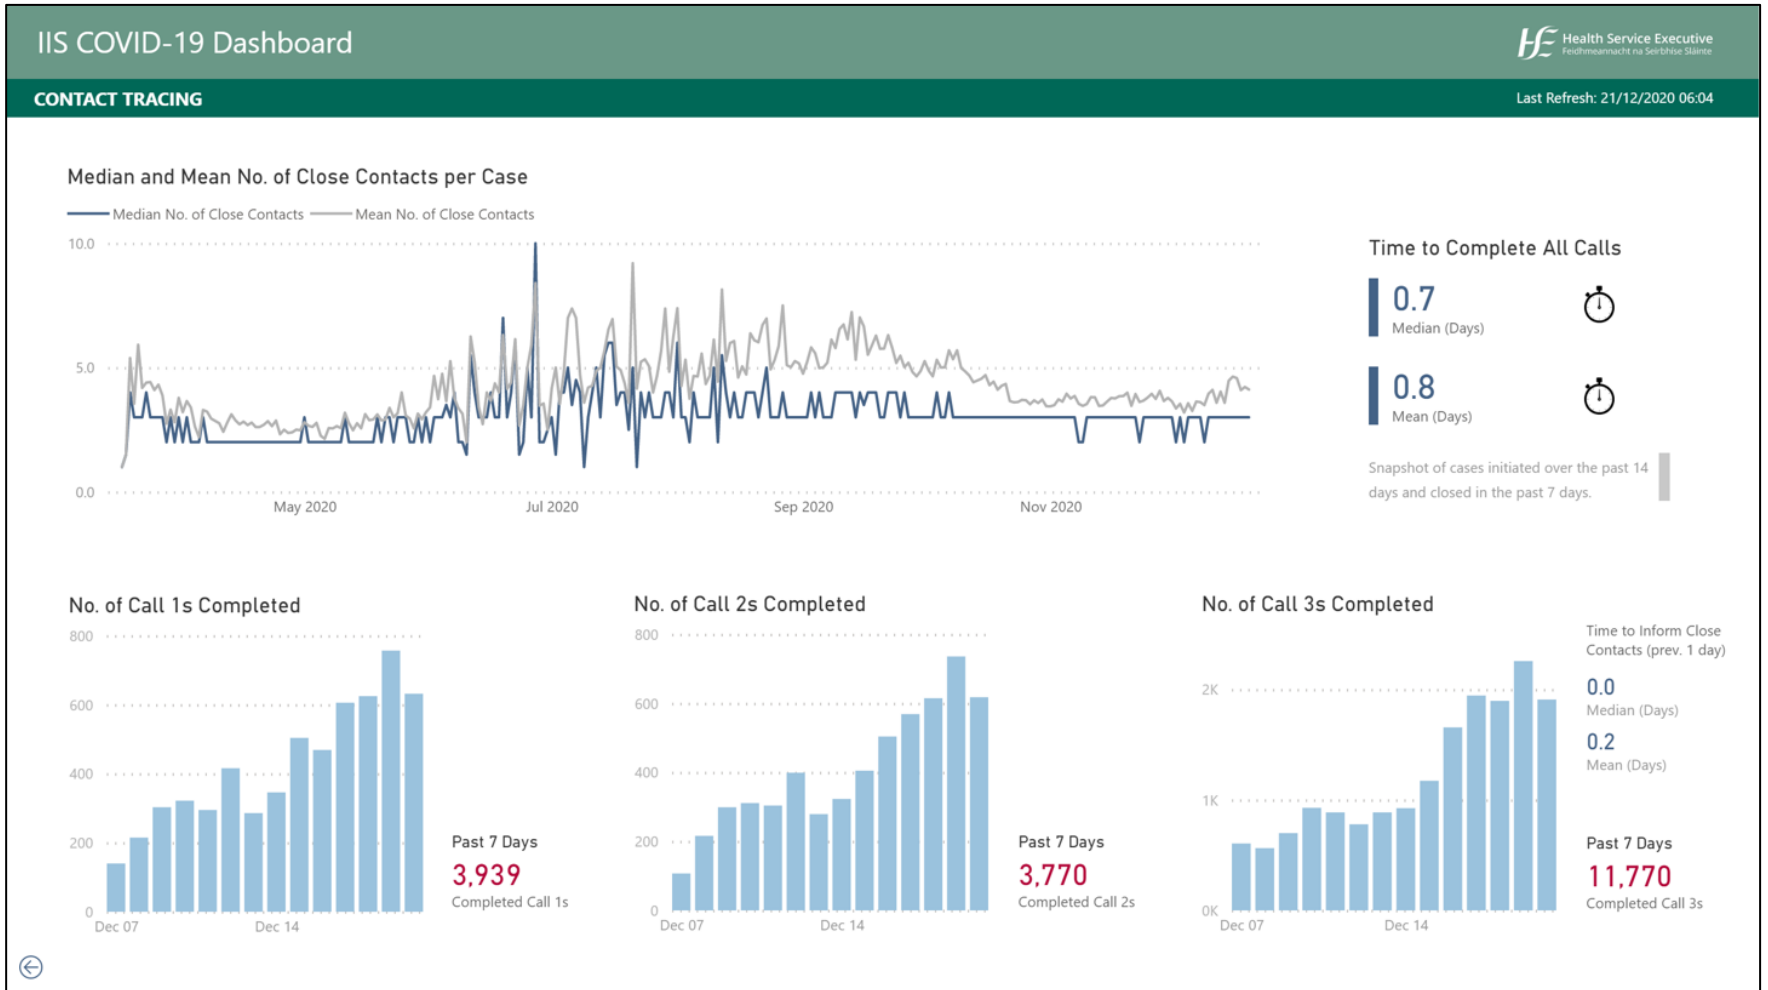 IIS COVID-19 Dashboard
Health Service Executive
Feidhmeannacht na Seirbhíse Sláinte
CONTACT TRACING
Last Refresh: 21/12/2020 06:04
Median and Mean No. of Close Contacts per Case
Median No. of Close Contacts
Mean No. of Close Contacts
10.0
5.0
0.0
May 2020
Jul 2020
Sep 2020
Nov 2020
Time to Complete All Calls
0.7
Median (Days)
0.8
Mean (Days)
Snapshot of cases initiated over the past 14
days and closed in the past 7 days.
No. of Call 1s Completed
800
600
400
200
0
Dec 07
Dec 14
Past 7 Days
3,939
Completed Call 1s
No. of Call 2s Completed
800
600
400
200
0
Dec 07
Dec 14
Past 7 Days
3,770
Completed Call 2s
No. of Call 3s Completed
2K
1K
0K
Dec 07
Dec 14
Time to Inform Close
Contacts (prev. 1 day)
0.0
Median (Days)
0.2
Mean (Days)
Past 7 Days
11,770
Completed Call 3s